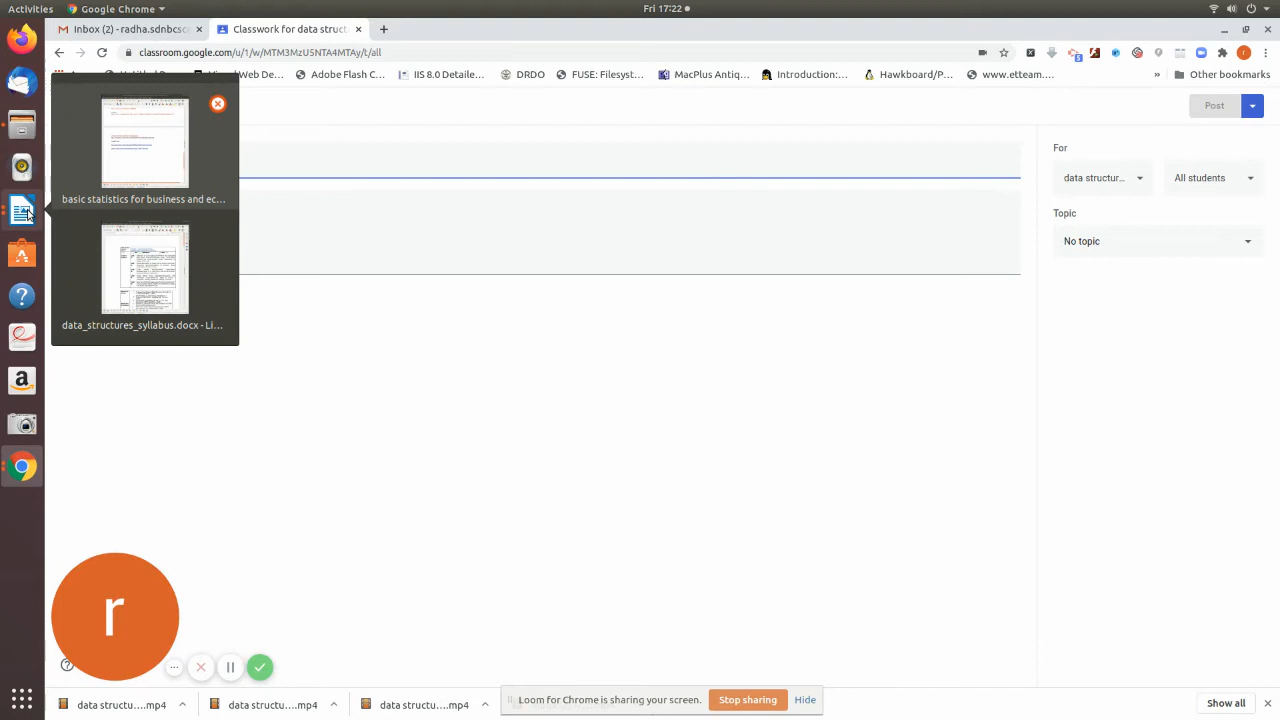 Activities
Google Chrome
Fri 17:22
Inbox (2) - radha.sdnbcsc
Classwork for data struct
classroom.google.com/u/1/w/MTM3MzU5NTA4MTAy/t/all
Adobe Flash C...
IIS 8.0 Detaile...
DRDO
FUSE: Filesyst...
MacPlus Antiq...
Introduction:...
Hawkboard/P...
www.etteam....
»
Other bookmarks
Post
For
data structur...
All students
Topic
No topic
basic statistics for business and ec...
data_structures_syllabus.docx - Li...
r
Loom for Chrome is sharing your screen.
Stop sharing
Hide
data structu....mp4
data structu....mp4
data structu....mp4
Show all